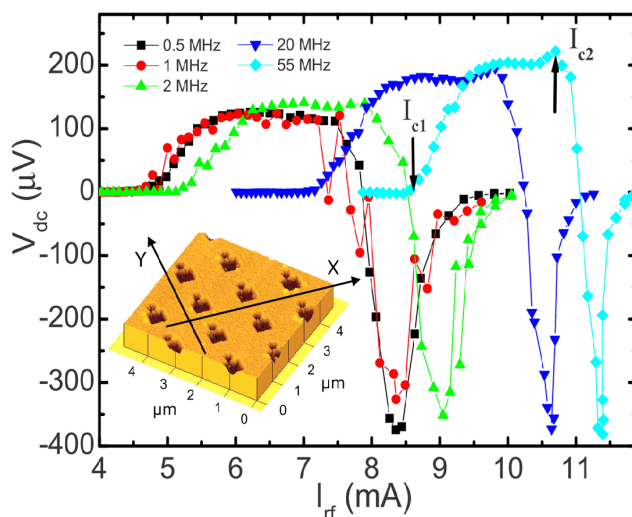 0.5 MHz 20 MHz
1 MHz 55 MHz
2 MHz
I_c1
I_c2
V_dc (µV)
200
100
0
-100
-200
-300
-400
Y
X
4
3
2
1
0
µm
0
1
2
3
4
µm
4 5 6 7 8 9 10 11
I_rf (mA)